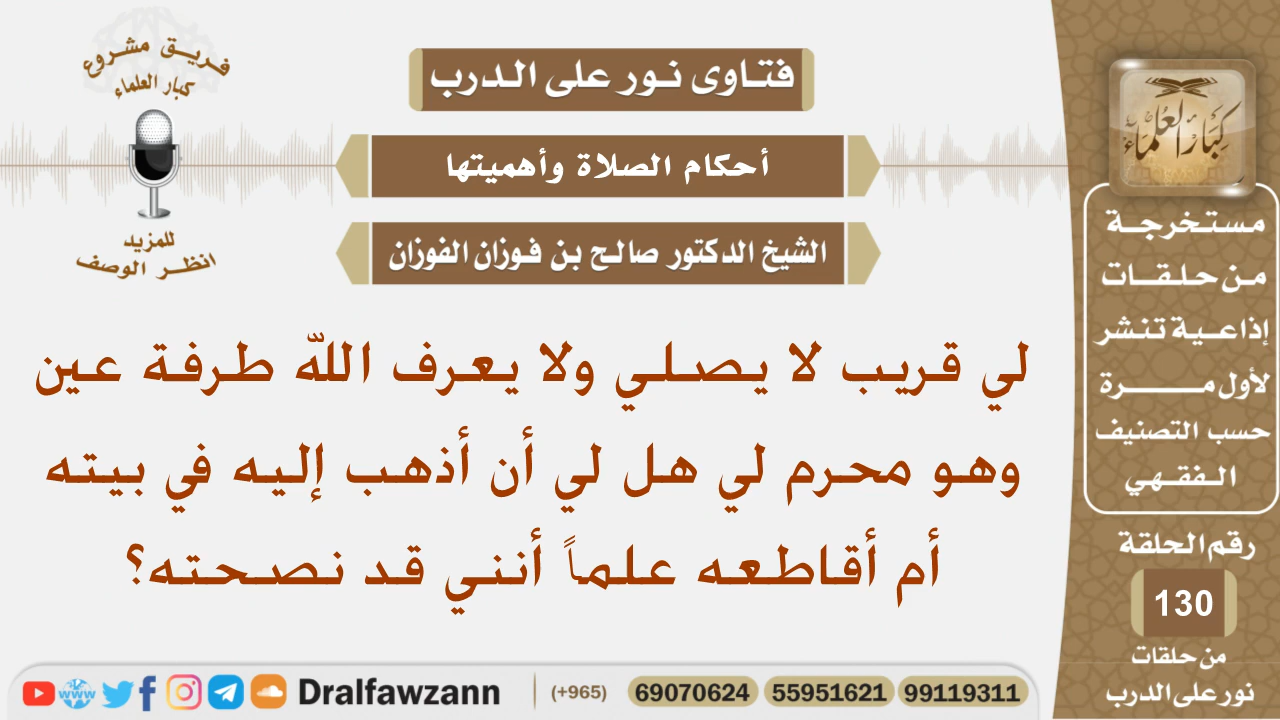 فريق مشروع
كبار العلماء
للمزيد
انظر الوصف
فتاوى نور على الدرب
أحكام الصلاة وأهميتها
الشيخ الدكتور صالح بن فوزان الفوزان
لي قريب لا يصلي ولا يعرف الله طرفة عين
وهو محرم لي هل لي أن أذهب إليه في بيته
أم أقاطعه علماً أنني قد نصحته؟
كبار العلماء
مستخرجة
من حلقات
إذاعية تنشر
لأول مرة
حسب التصنيف
الفقهي
رقم الحلقة
130
من حلقات
نور على الدرب
www
Dralfawzann
(+965)
69070624
55951621
99119311